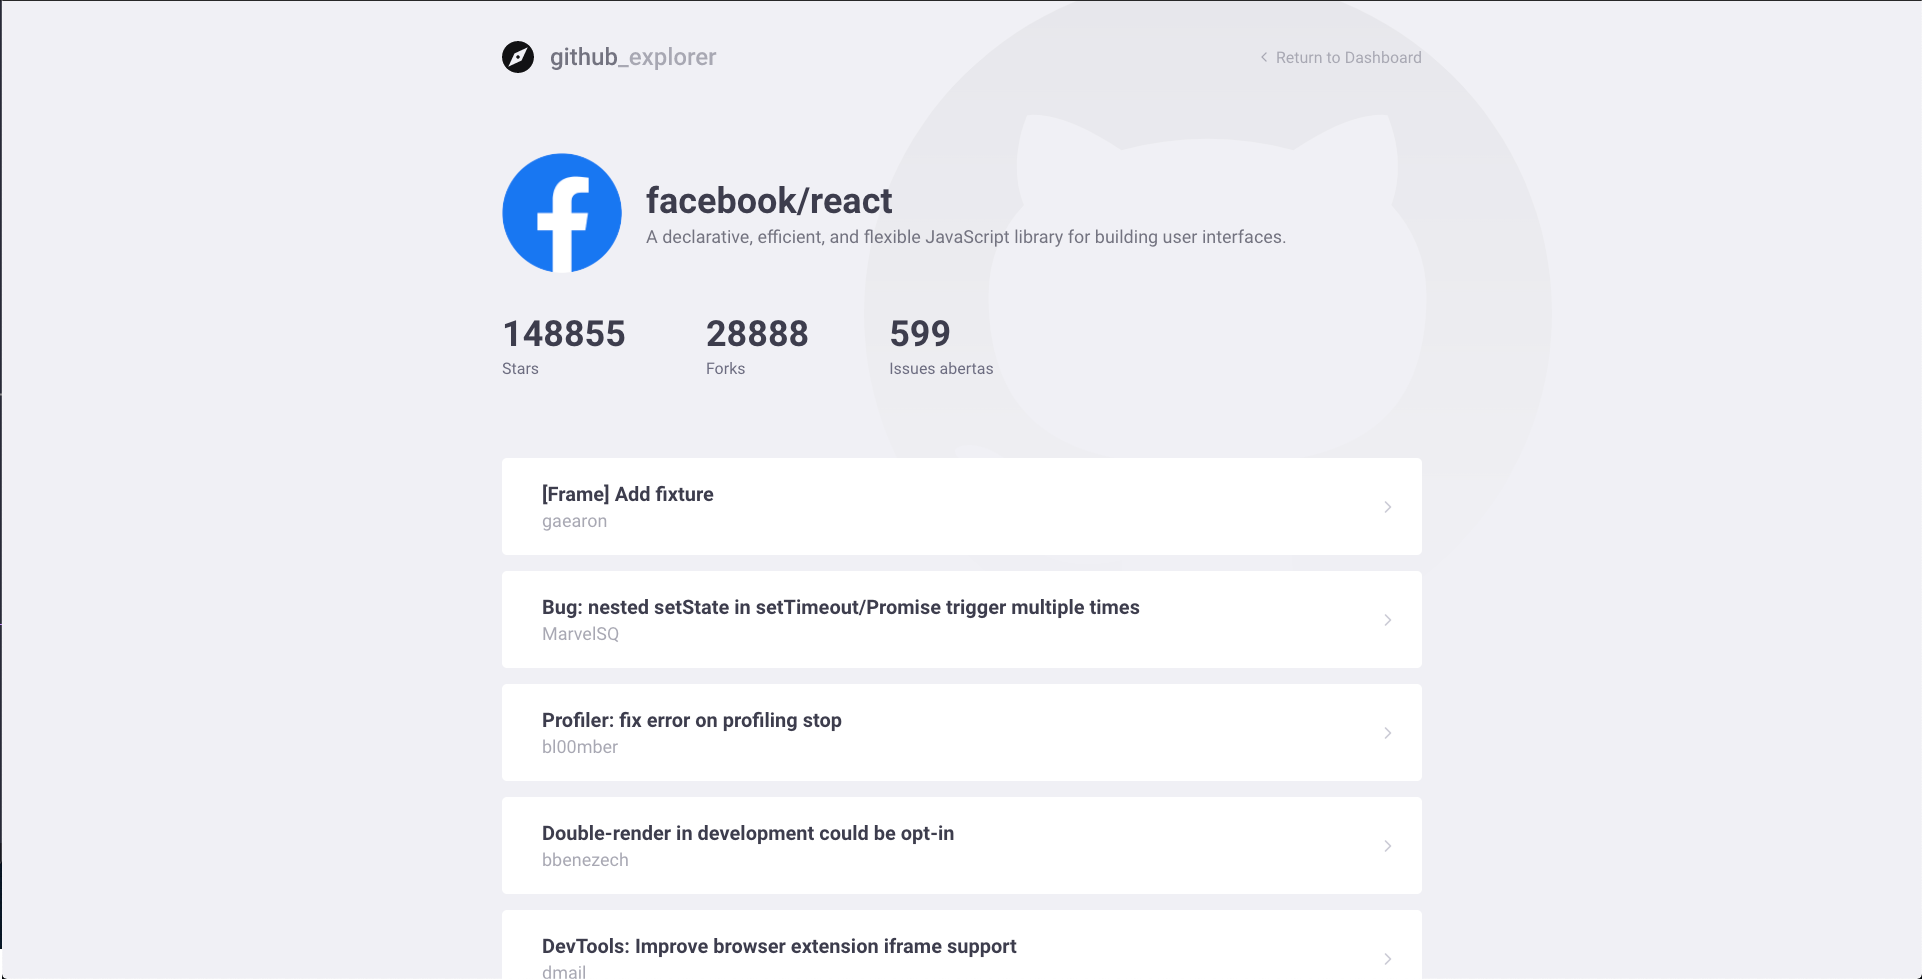 github_explorer
Return to Dashboard
facebook/react
A declarative, efficient, and flexible JavaScript library for building user interfaces.
148855
Stars
28888
Forks
599
Issues abertas
[Frame] Add fixture
gaearon
Bug: nested setState in setTimeout/Promise trigger multiple times
MarvelSQ
Profiler: fix error on profiling stop
bl00mber
Double-render in development could be opt-in
bbenezech
DevTools: Improve browser extension iframe support
dmail